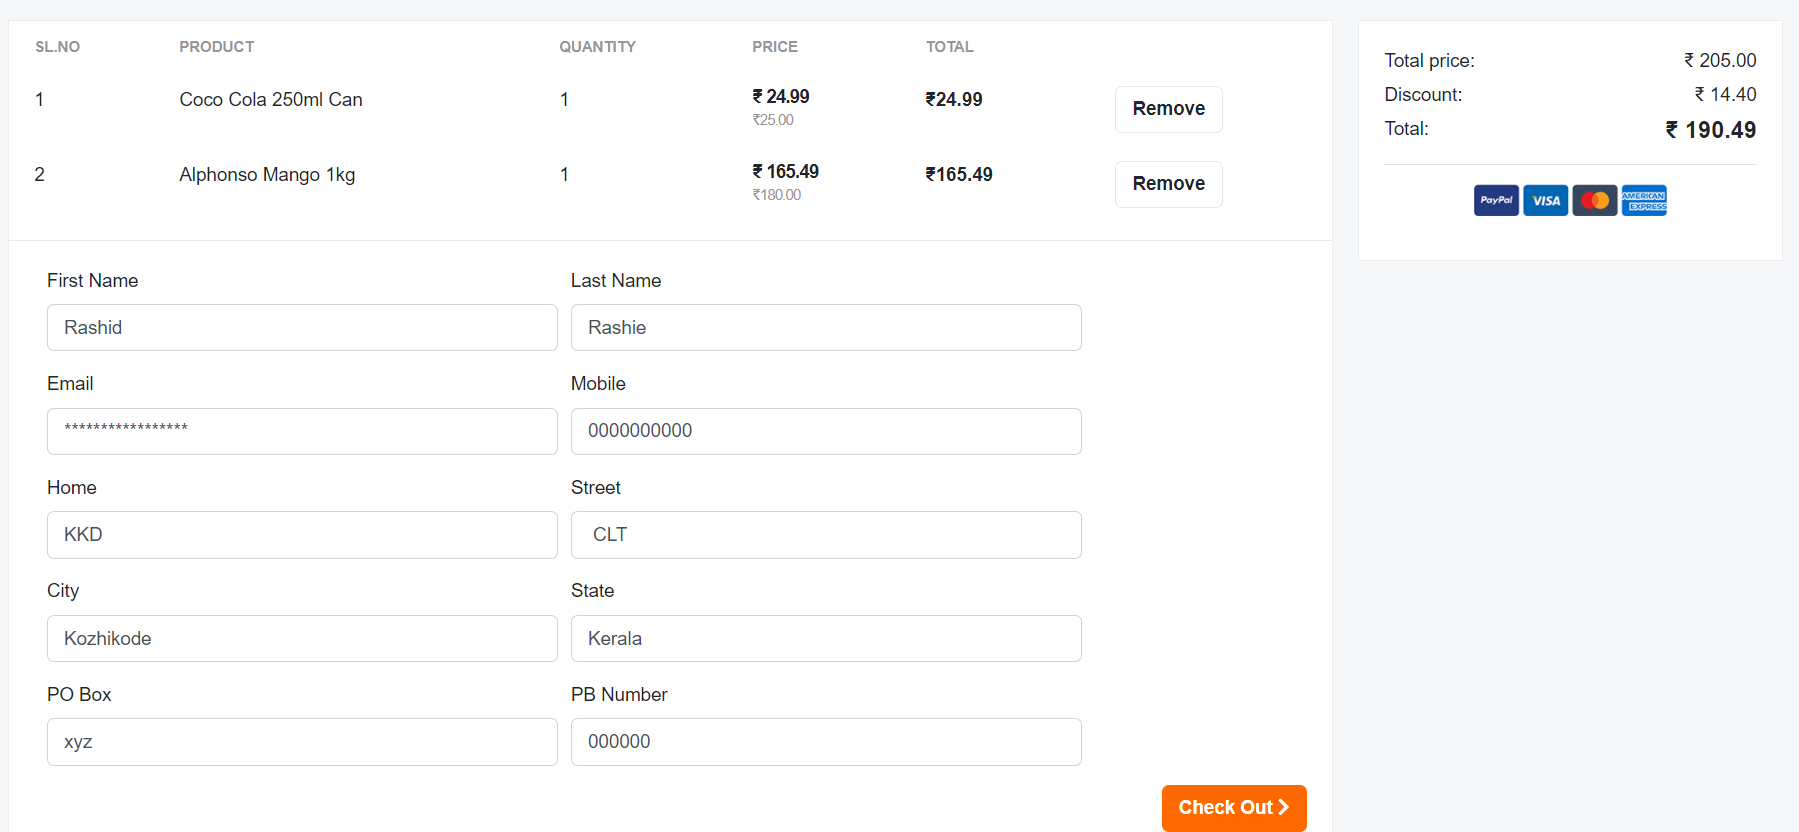 SL.NO PRODUCT QUANTITY PRICE TOTAL
1 Coco Cola 250ml Can 1 ₹ 24.99 ₹24.99 Remove
₹25.00
2 Alphonso Mango 1kg 1 ₹ 165.49 ₹165.49 Remove
₹180.00
Total price: ₹ 205.00
Discount: ₹ 14.40
Total: ₹ 190.49
PayPal VISA AMERICAN
EXPRESS
First Name Last Name
Rashid Rashie
Email Mobile
***************** 0000000000
Home Street
KKD CLT
City State
Kozhikode Kerala
PO Box PB Number
xyz 000000
Check Out